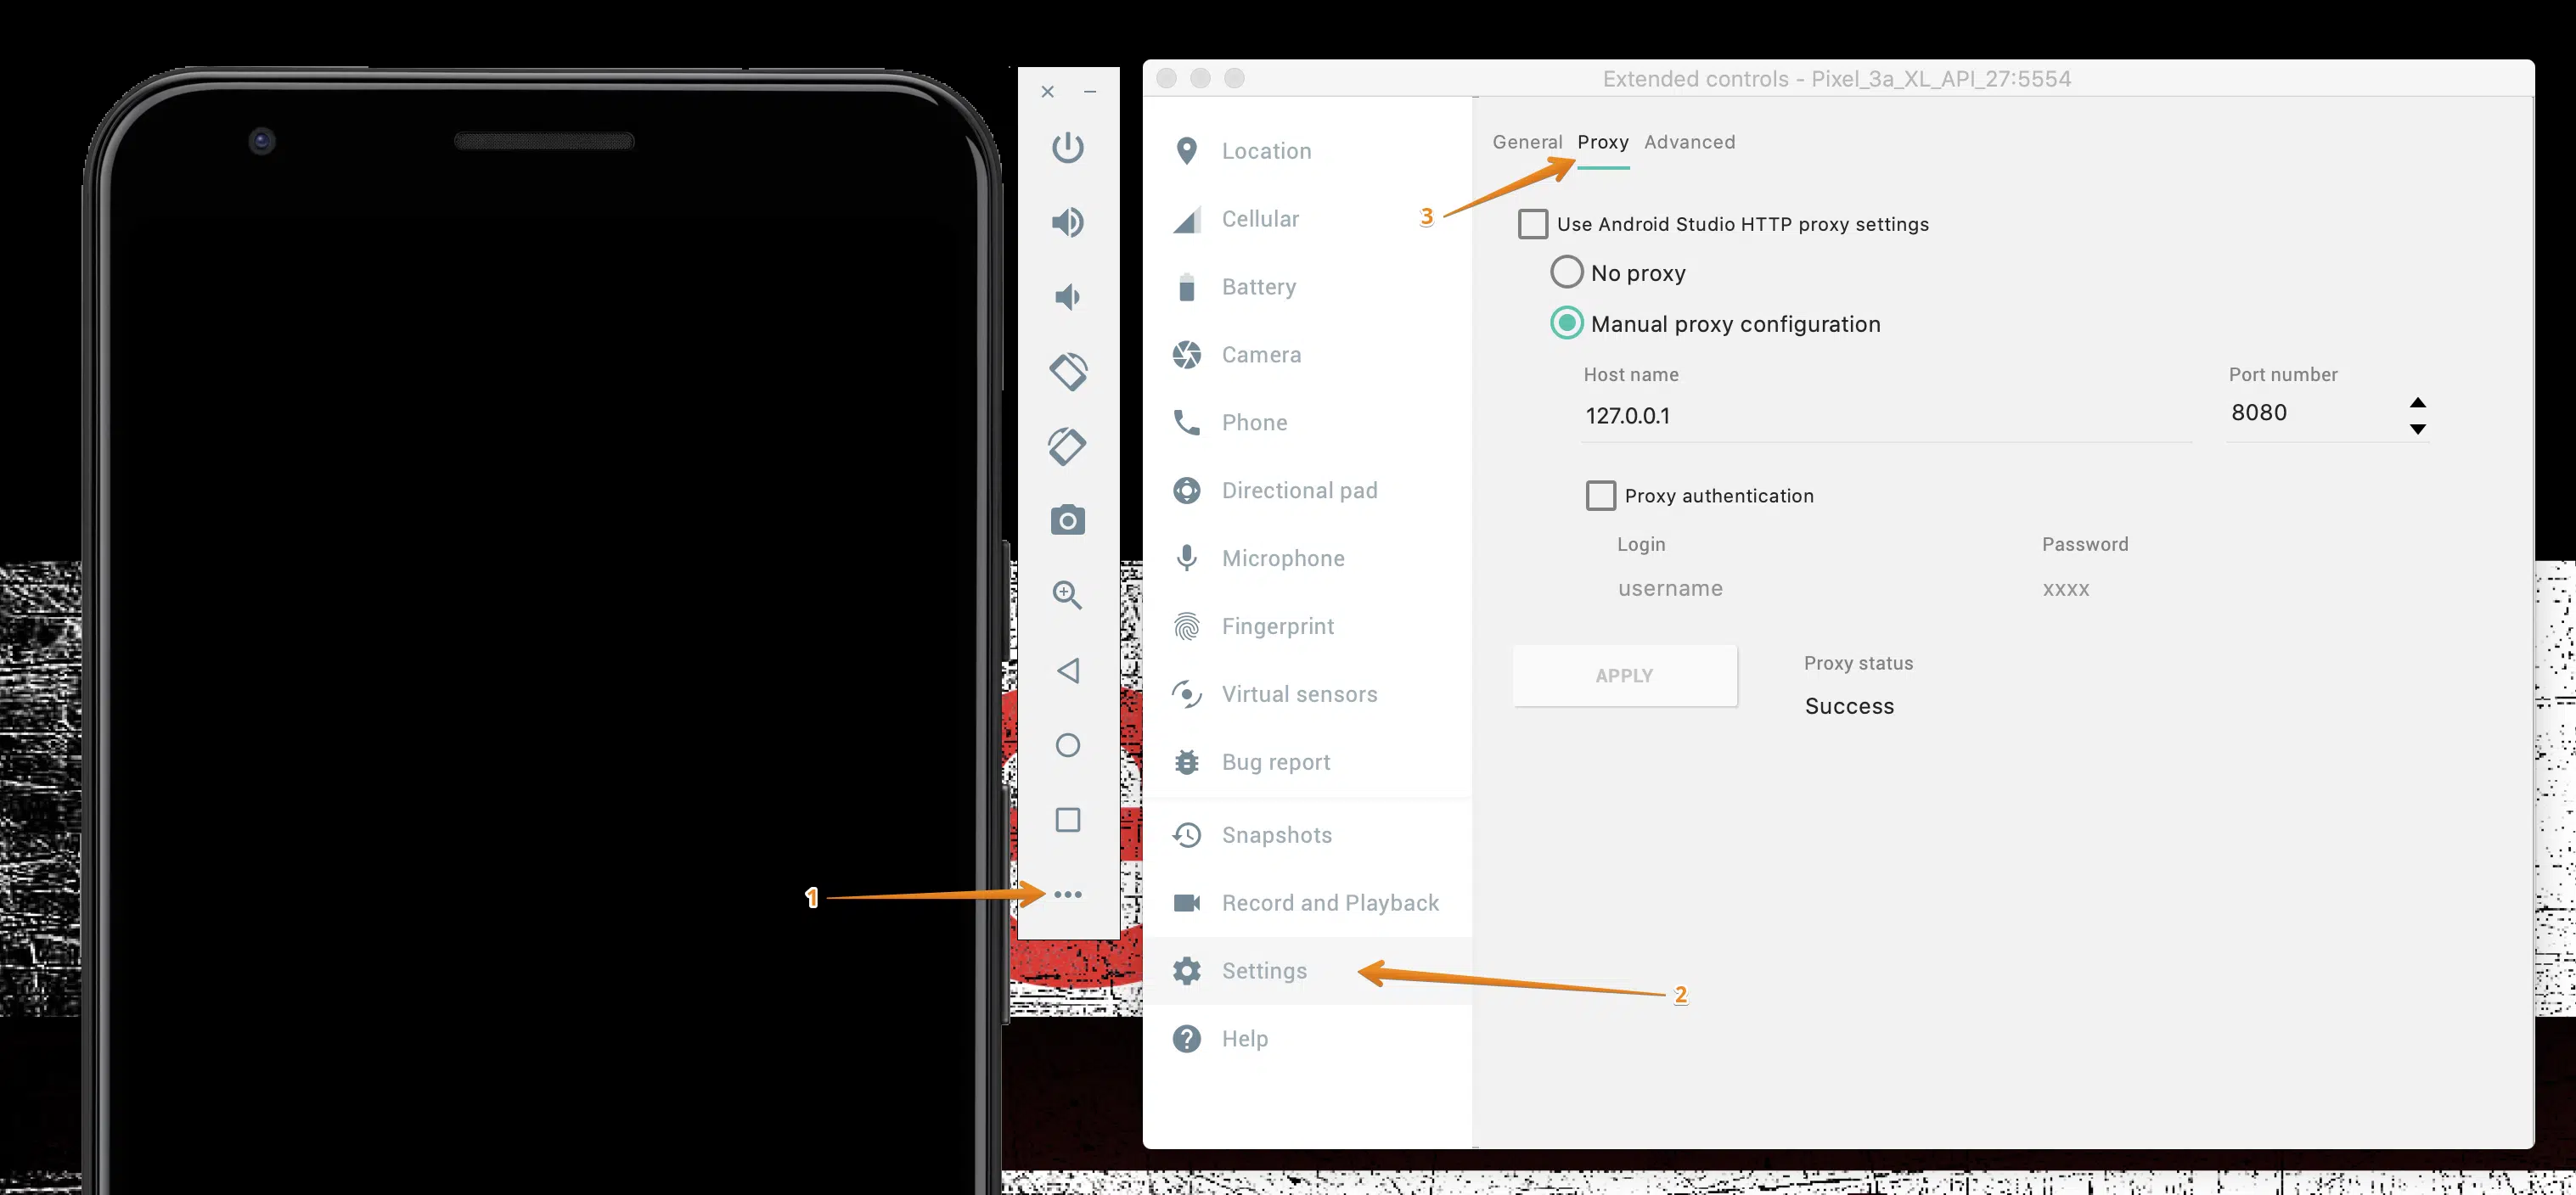 Extended controls - Pixel_3a_XL_API_27:5554
Location
Cellular
Battery
Camera
Phone
Directional pad
Microphone
Fingerprint
Virtual sensors
Bug report
Snapshots
Record and Playback
Settings
Help
General Proxy Advanced
Use Android Studio HTTP proxy settings
No proxy
Manual proxy configuration
Host name
127.0.0.1
Port number
8080
Proxy authentication
Login
username
Password
xxxx
APPLY
Proxy status
Success
1
2
3